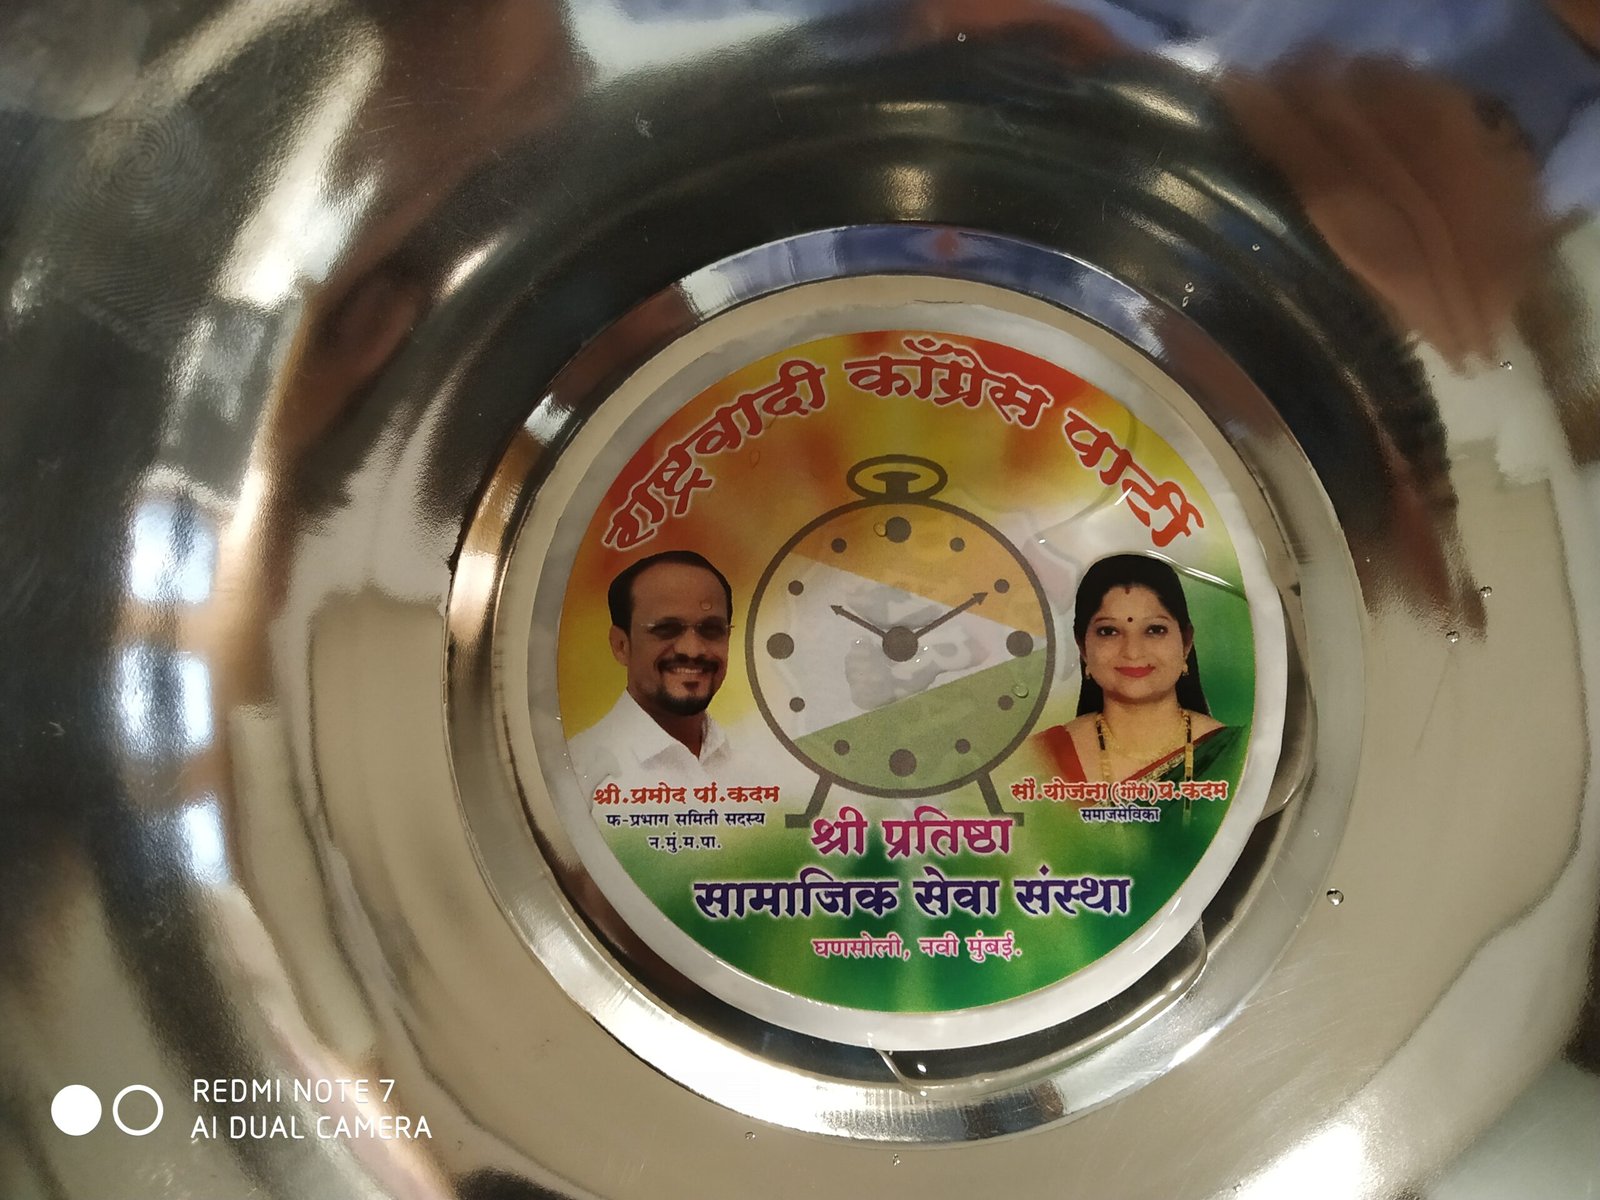 राष्ट्रवादी काँग्रेस पार्टी
श्री.प्रमोद पां.कदम
फ-प्रभाग समिती सदस्य
न.मुं.म.पा.
सौ.योजना (गौरी) प्र.कदम
समाजसेविका
श्री प्रतिष्ठा
सामाजिक सेवा संस्था
घणसोली, नवी मुंबई.
REDMI NOTE 7
AI DUAL CAMERA